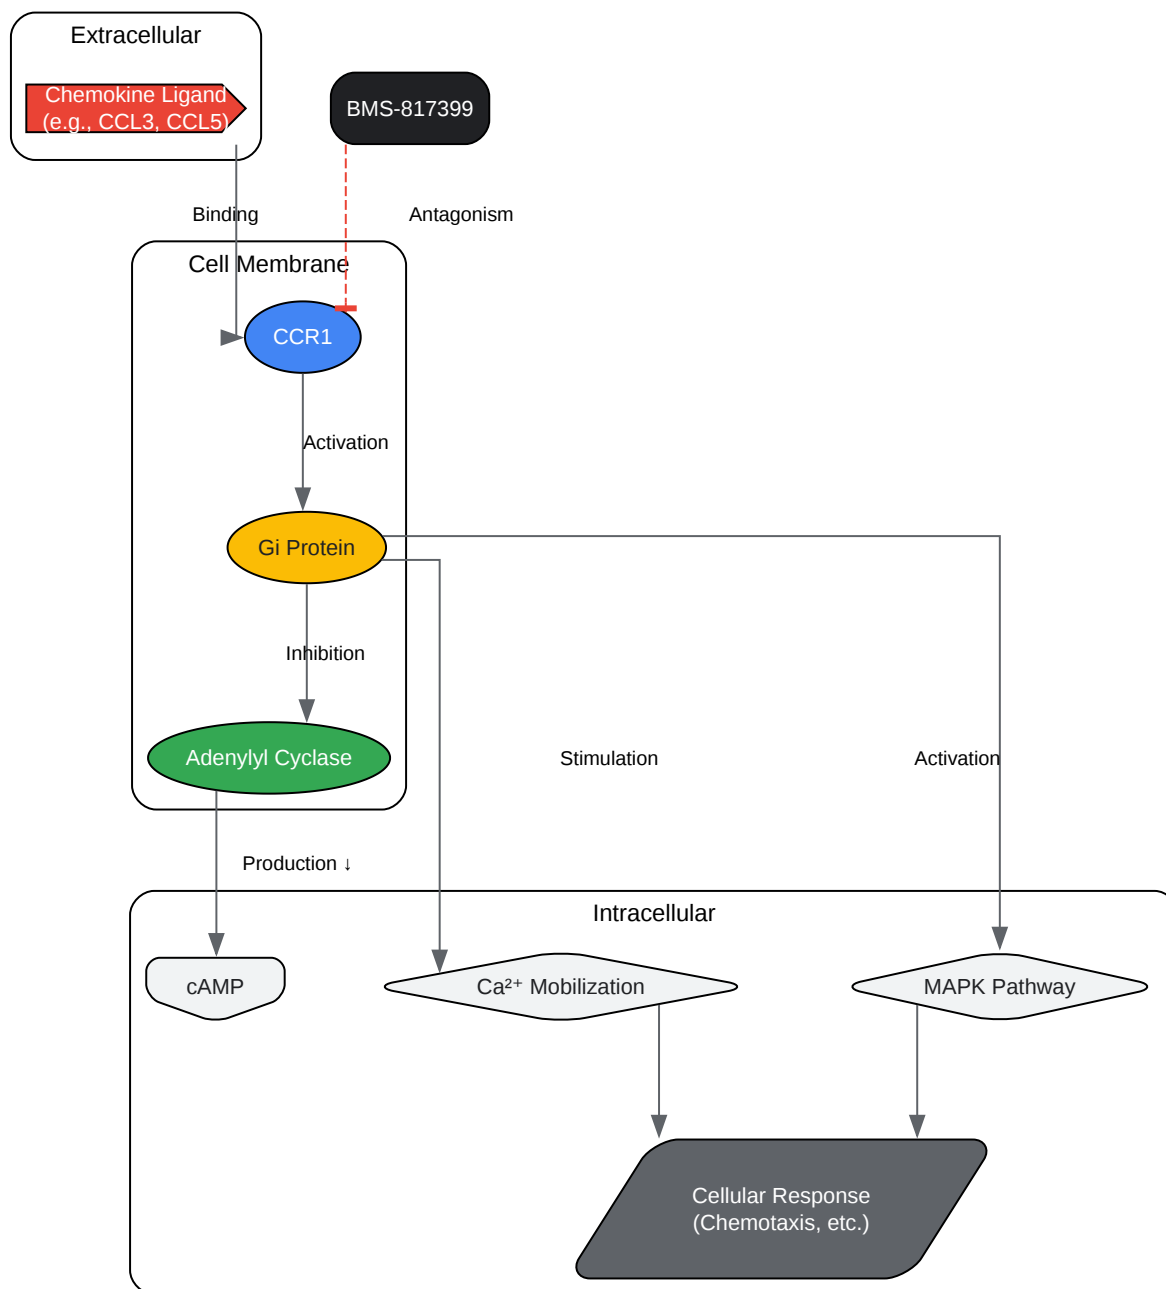 Extracellular
Chemokine Ligand
(e.g., CCL3, CCL5)
BMS-817399
Binding
Antagonism
Cell Membrane
CCR1
Activation
Gi Protein
Inhibition
Adenylyl Cyclase
Stimulation
Activation
Production ↓
Intracellular
cAMP
Ca²⁺ Mobilization
MAPK Pathway
Cellular Response
(Chemotaxis, etc.)